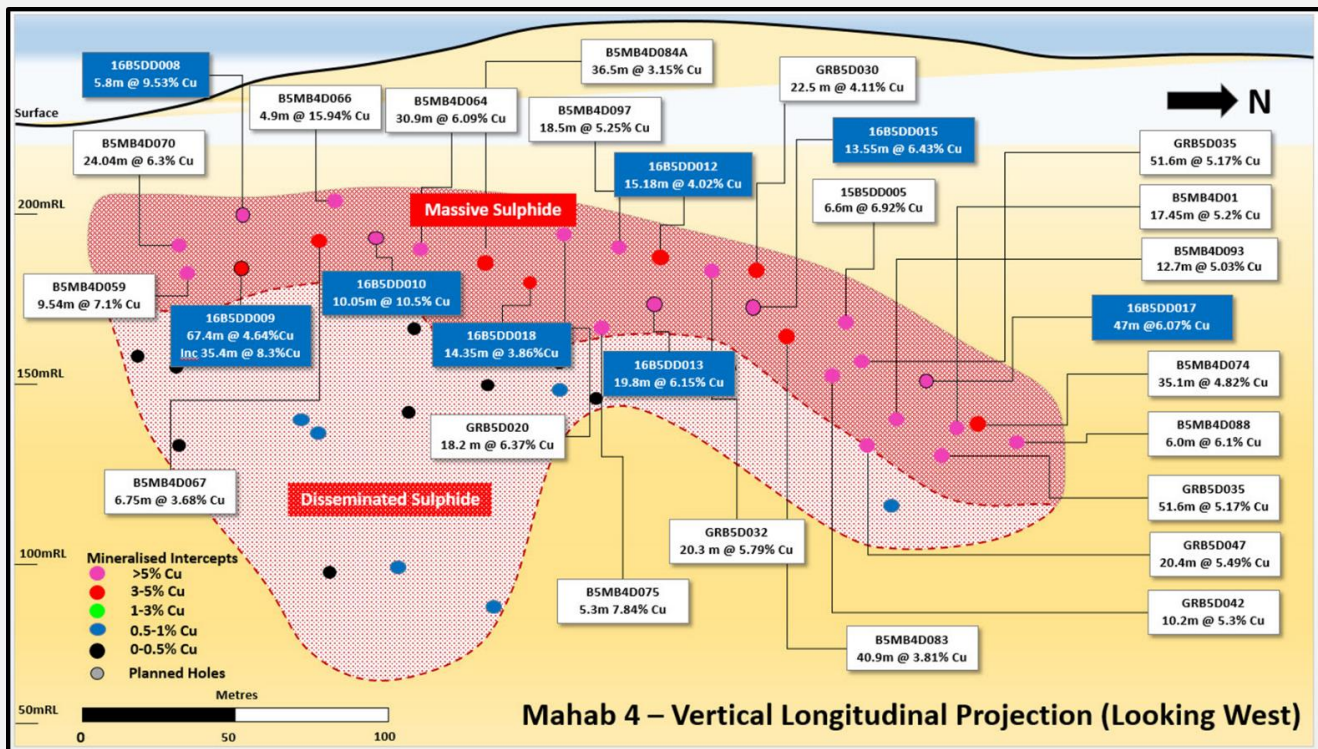 B5MB4D084A
36.5m @ 3.15% Cu
16B5DD008
5.8m @ 9.53% Cu
GRB5D030
22.5 m @ 4.11% Cu
B5MB4D066
4.9m @ 15.94% Cu
B5MB4D064
30.9m @ 6.09% Cu
B5MB4D097
18.5m @ 5.25% Cu
N
Surface
16B5DD015
13.55m @ 6.43% Cu
GRB5D035
51.6m @ 5.17% Cu
B5MB4D070
24.04m @ 6.3% Cu
16B5DD012
15.18m @ 4.02% Cu
15B5DD005
6.6m @ 6.92% Cu
B5MB4D01
17.45m @ 5.2% Cu
200mRL
Massive Sulphide
B5MB4D093
12.7m @ 5.03% Cu
B5MB4D059
9.54m @ 7.1% Cu
16B5DD010
10.05m @ 10.5% Cu
16B5DD017
47m @6.07% Cu
16B5DD009
67.4m @ 4.64%Cu
Inc 35.4m @ 8.3%Cu
16B5DD018
14.35m @ 3.86%Cu
16B5DD013
19.8m @ 6.15% Cu
B5MB4D074
35.1m @ 4.82% Cu
150mRL
GRB5D020
18.2 m @ 6.37% Cu
B5MB4D088
6.0m @ 6.1% Cu
B5MB4D067
6.75m @ 3.68% Cu
Disseminated Sulphide
GRB5D035
51.6m @ 5.17% Cu
GRB5D032
20.3 m @ 5.79% Cu
GRB5D047
20.4m @ 5.49% Cu
100mRL
B5MB4D075
5.3m 7.84% Cu
GRB5D042
10.2m @ 5.3% Cu
B5MB4D083
40.9m @ 3.81% Cu
Mineralised Intercepts
>5% Cu
3-5% Cu
1-3% Cu
0.5-1% Cu
0-0.5% Cu
Planned Holes
Metres
50mRL
0 50 100
Mahab 4 – Vertical Longitudinal Projection (Looking West)